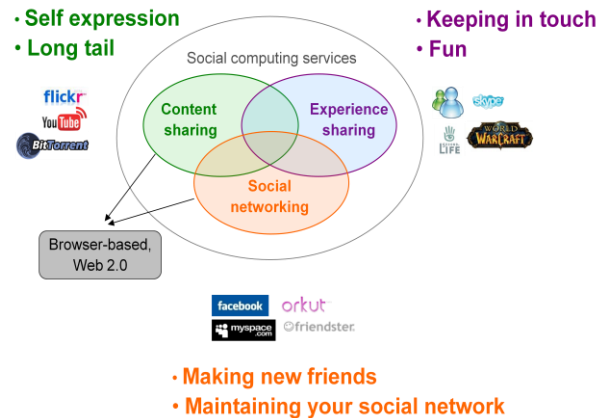 • Self expression
• Long tail
• Keeping in touch
• Fun
Social computing services
flickr
YouTube
BitTorrent
Content
sharing
Experience
sharing
skype
SECOND
LIFE
WORLD
OF
WARCRAFT
Social
networking
Browser-based,
Web 2.0
facebook
orkut
myspace
.com
friendster.
• Making new friends
• Maintaining your social network